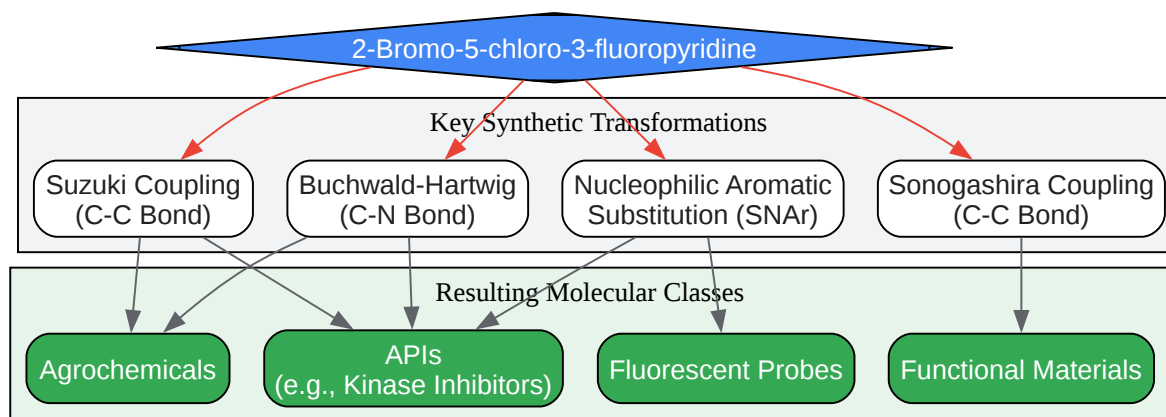 2-Bromo-5-chloro-3-fluoropyridine
Key Synthetic Transformations
Suzuki Coupling
(C-C Bond)
Buchwald-Hartwig
(C-N Bond)
Nucleophilic Aromatic
Substitution (SNAr)
Sonogashira Coupling
(C-C Bond)
Resulting Molecular Classes
Agrochemicals
APIs
(e.g., Kinase Inhibitors)
Fluorescent Probes
Functional Materials